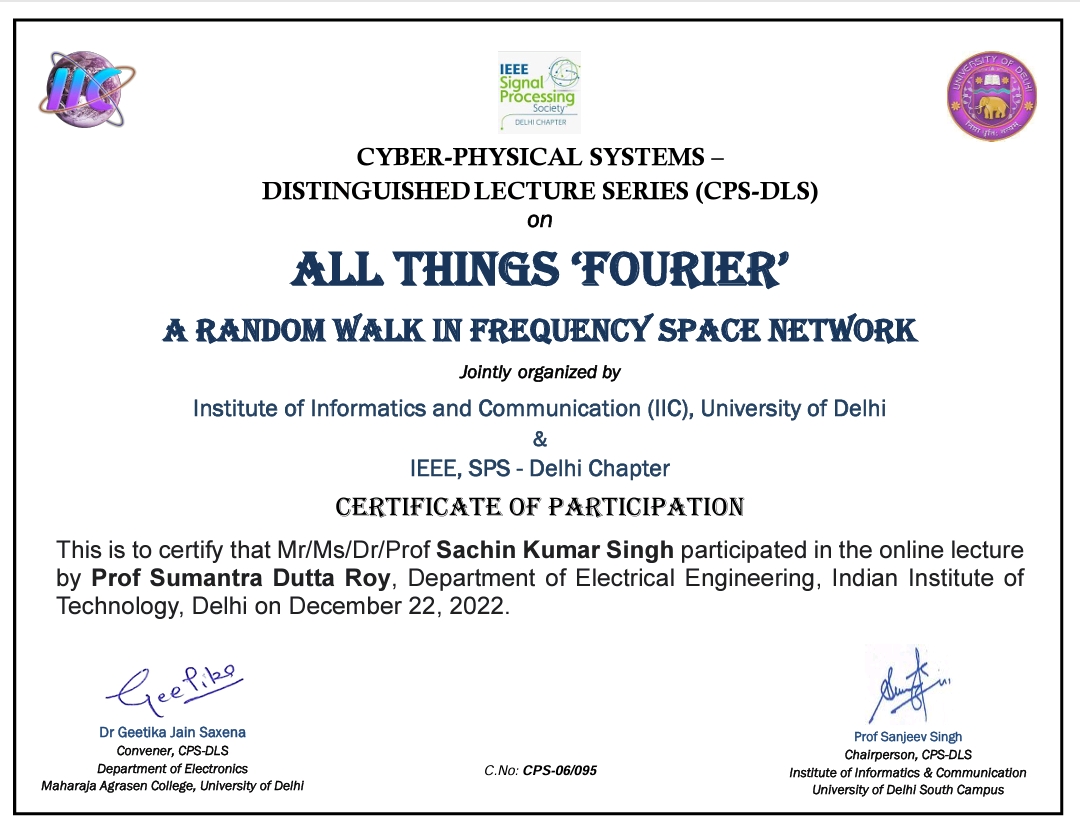 IIC
IEEE
Signal
Processing
Society
DELHI CHAPTER
UNIVERSITY OF DELHI
CYBER-PHYSICAL SYSTEMS –
DISTINGUISHED LECTURE SERIES (CPS-DLS)
on
ALL THINGS ‘FOURIER’
A RANDOM WALK IN FREQUENCY SPACE NETWORK
Jointly organized by
Institute of Informatics and Communication (IIC), University of Delhi
&
IEEE, SPS - Delhi Chapter
CERTIFICATE OF PARTICIPATION
This is to certify that Mr/Ms/Dr/Prof Sachin Kumar Singh participated in the online lecture
by Prof Sumantra Dutta Roy, Department of Electrical Engineering, Indian Institute of
Technology, Delhi on December 22, 2022.
Geetika
Dr Geetika Jain Saxena
Convener, CPS-DLS
Department of Electronics
Maharaja Agrasen College, University of Delhi
C.No: CPS-06/095
Prof Sanjeev Singh
Chairperson, CPS-DLS
Institute of Informatics & Communication
University of Delhi South Campus